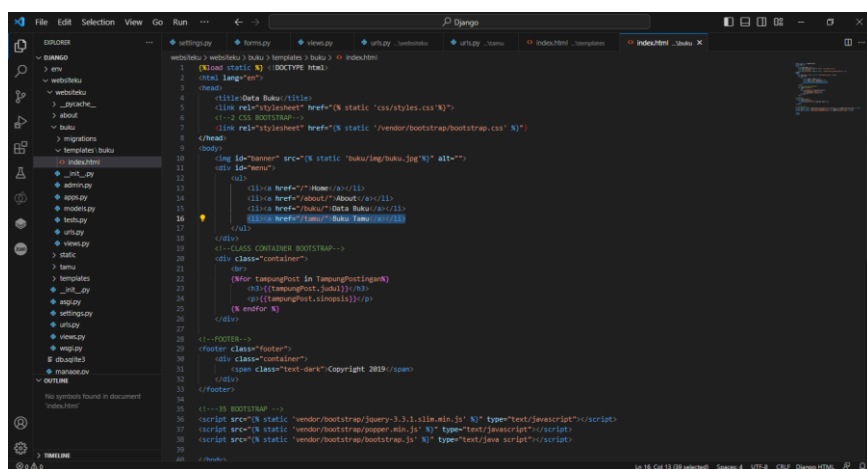 File Edit Selection View Go Run ···
Django
EXPLORER
settings.py
forms.py
views.py
urls.py ...\websiteku
urls.py ...\tamu
index.html ...\templates
index.html ...\buku
websiteku > websiteku > buku > templates > buku > index.html
DJANGO
env
websiteku
websiteku
__pycache__
about
buku
migrations
templates \ buku
index.html
__init__.py
admin.py
apps.py
models.py
tests.py
urls.py
views.py
static
tamu
templates
__init__.py
asgi.py
settings.py
urls.py
views.py
wsgi.py
db.sqlite3
manage.py
OUTLINE
No symbols found in document
'index.html'
TIMELINE
1 {%load static %} <!DOCTYPE html>
2 <html lang="en">
3 <head>
4 <title>Data Buku</title>
5 <link rel="stylesheet" href="{% static 'css/styles.css'%}">
6 <!--2 CSS BOOTSTRAP-->
7 <link rel="stylesheet" href="{% static '/vendor/bootstrap/bootstrap.css' %}")
8 </head>
9 <body>
10 <img id="banner" src="{% static 'buku/img/buku.jpg'%}" alt="">
11 <div id="menu">
12 <ul>
13 <li><a href="/">Home</a></li>
14 <li><a href="/about/">About</a></li>
15 <li><a href="/buku/">Data Buku</a></li>
16 <li><a href="/tamu/">Buku Tamu</a></li>
17 </ul>
18 </div>
19 <!--CLASS CONTAINER BOOTSTRAP-->
20 <div class="container">
21 <br>
22 {%for tampungPost in TampungPostingan%}
23 <h3>{{tampungPost.judul}}</h3>
24 <p>{{tampungPost.sinopsis}}</p>
25 {% endfor %}
26 </div>
27
28 <!--FOOTER-->
29 <footer class="footer">
30 <div class="container">
31 <span class="text-dark">Copyright 2019</span>
32 </div>
33 </footer>
34
35 <!---JS BOOTSTRAP -->
36 <script src="{% static 'vendor/bootstrap/jquery-3.3.1.slim.min.js' %}" type="text/javascript"></script>
37 <script src="{% static 'vendor/bootstrap/popper.min.js' %}" type="text/javascript"></script>
38 <script src="{% static 'vendor/bootstrap/bootstrap.js' %}" type="text/java script"></script>
39
40 </body>
0 0
Ln 16, Col 13 (39 selected) Spaces: 4 UTF-8 CRLF Django HTML